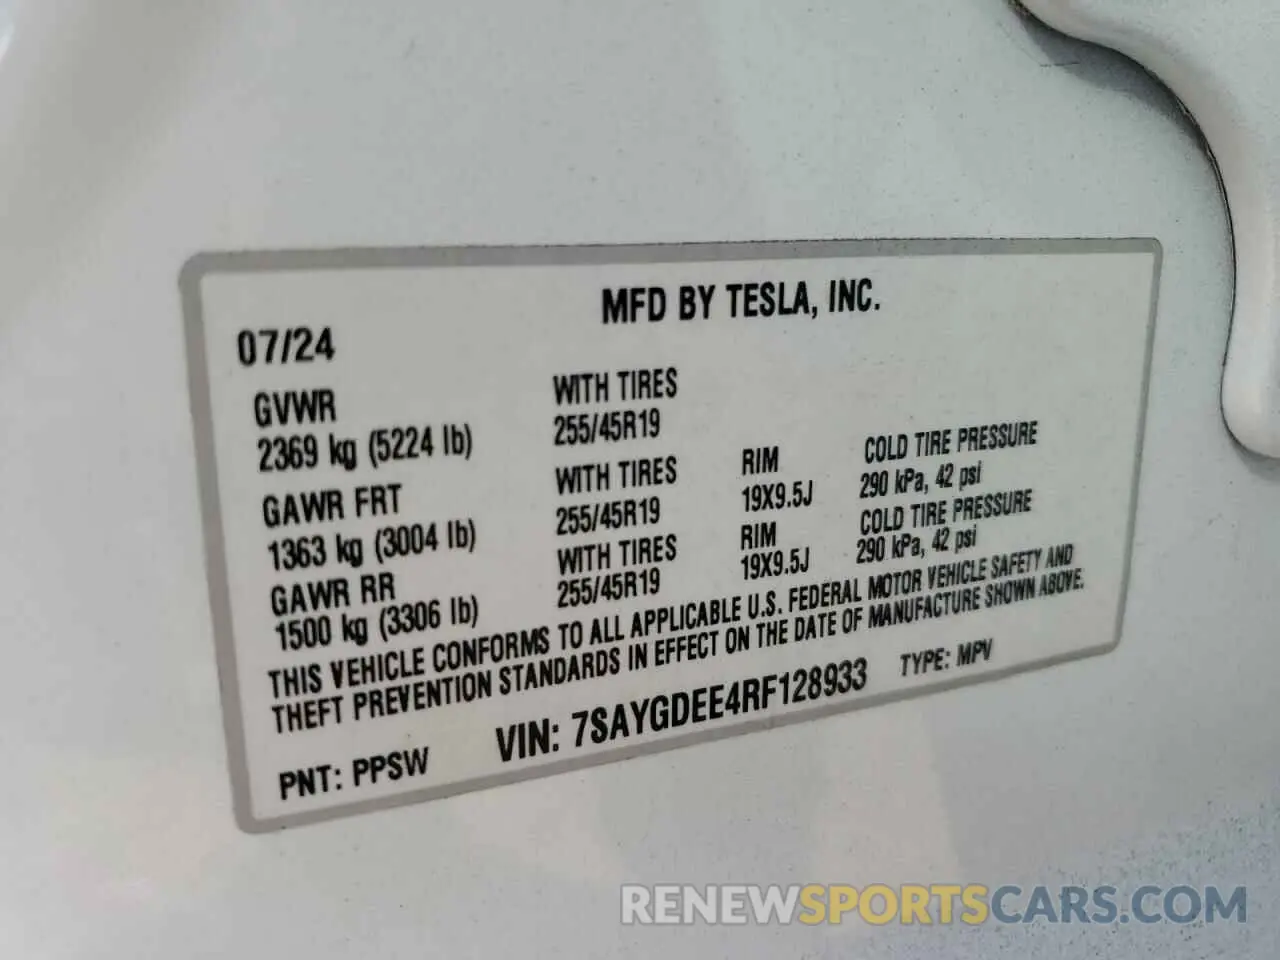 MFD BY TESLA, INC.
07/24
GVWR
2369 kg (5224 lb)
WITH TIRES
255/45R19
GAWR FRT
1363 kg (3004 lb)
WITH TIRES
255/45R19
RIM
19X9.5J
COLD TIRE PRESSURE
290 kPa, 42 psi
GAWR RR
1500 kg (3306 lb)
WITH TIRES
255/45R19
RIM
19X9.5J
COLD TIRE PRESSURE
290 kPa, 42 psi
THIS VEHICLE CONFORMS TO ALL APPLICABLE U.S. FEDERAL MOTOR VEHICLE SAFETY AND
THEFT PREVENTION STANDARDS IN EFFECT ON THE DATE OF MANUFACTURE SHOWN ABOVE.
PNT: PPSW
VIN: 7SAYGDEE4RF128933
TYPE: MPV
RENEWSPORTSCARS.COM